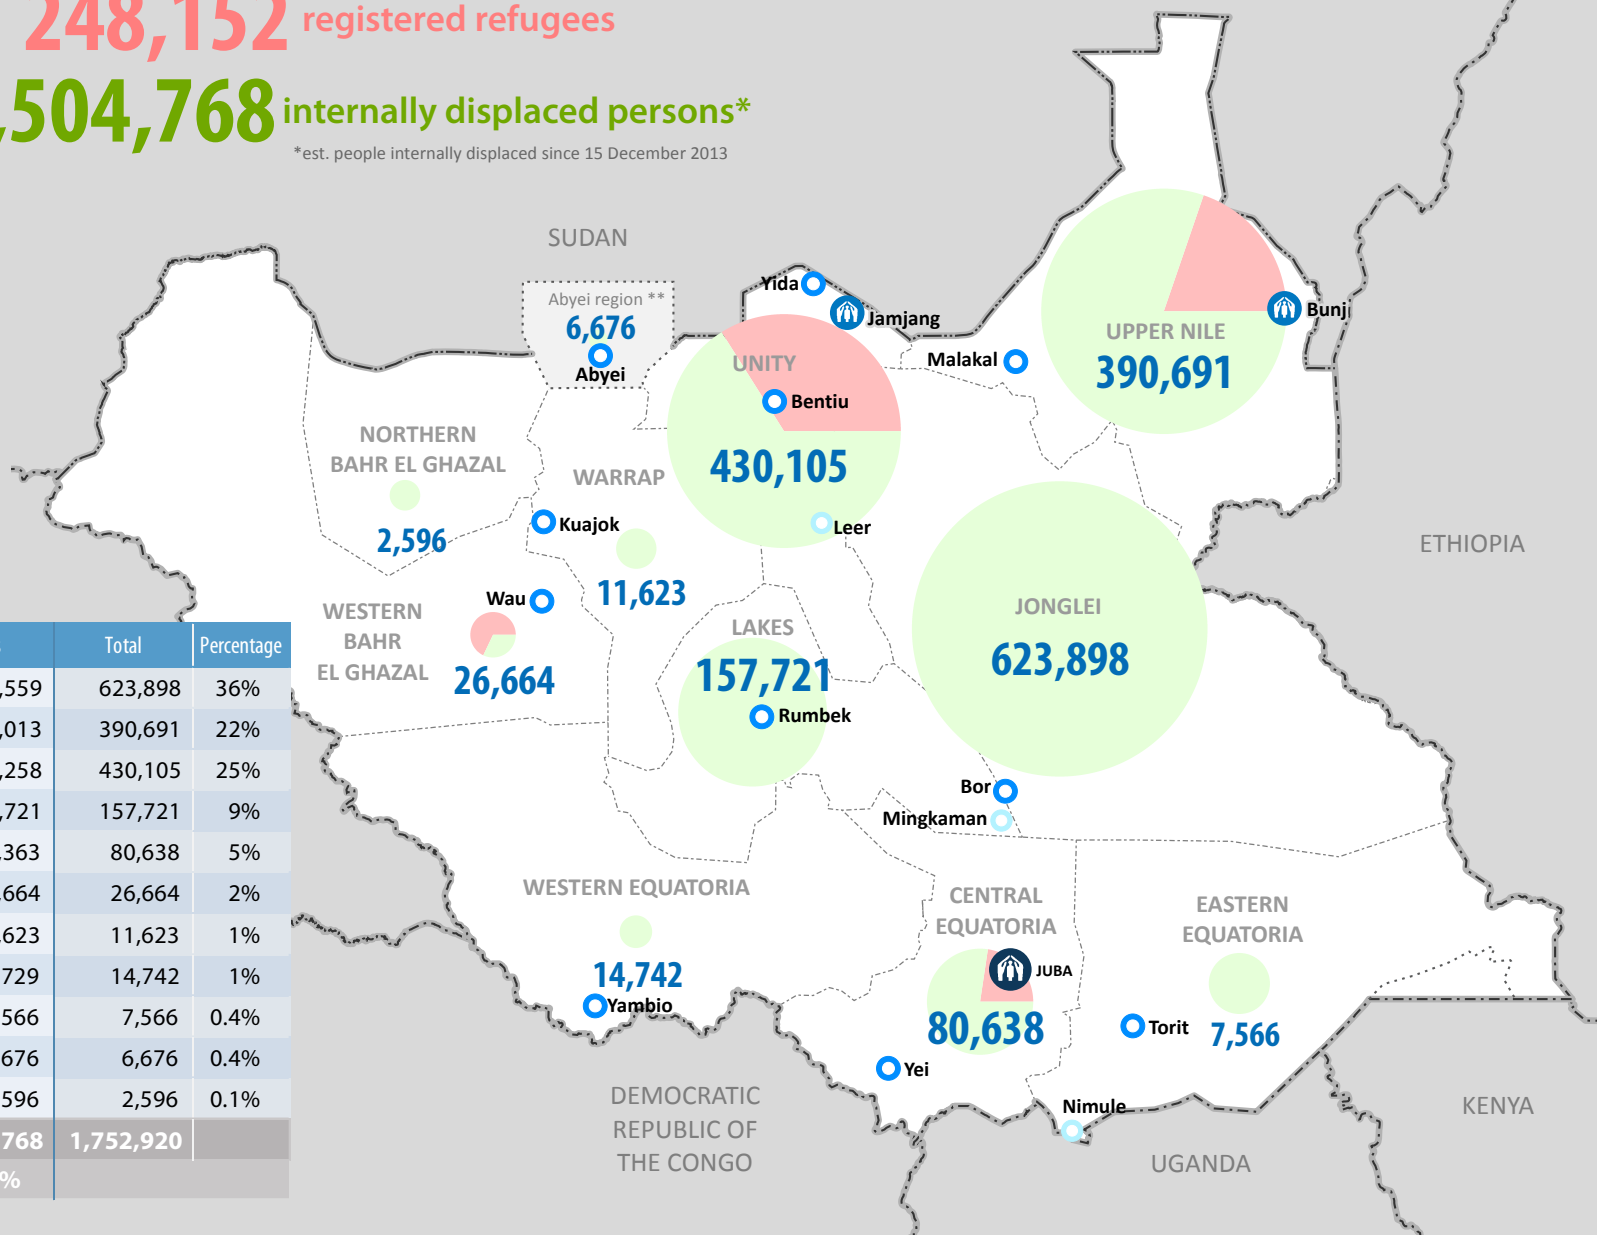 248,152 registered refugees
,504,768 internally displaced persons*
*est. people internally displaced since 15 December 2013
SUDAN
Abyei region **
6,676
Abyei
Yida
Jamjang
UNITY
Bentiu
430,105
Leer
Malakal
UPPER NILE
390,691
Bunj
NORTHERN
BAHR EL GHAZAL
2,596
WARRAP
Kuajok
11,623
Wau
WESTERN
BAHR
EL GHAZAL
26,664
LAKES
157,721
Rumbek
JONGLEI
623,898
ETHIOPIA
Bor
Mingkaman
WESTERN EQUATORIA
14,742
Yambio
CENTRAL
EQUATORIA
JUBA
80,638
Yei
EASTERN
EQUATORIA
Torit
7,566
Nimule
DEMOCRATIC
REPUBLIC OF
THE CONGO
UGANDA
KENYA
Total Percentage
,559 623,898 36%
,013 390,691 22%
,258 430,105 25%
,721 157,721 9%
,363 80,638 5%
,664 26,664 2%
,623 11,623 1%
729 14,742 1%
566 7,566 0.4%
676 6,676 0.4%
596 2,596 0.1%
768 1,752,920
%